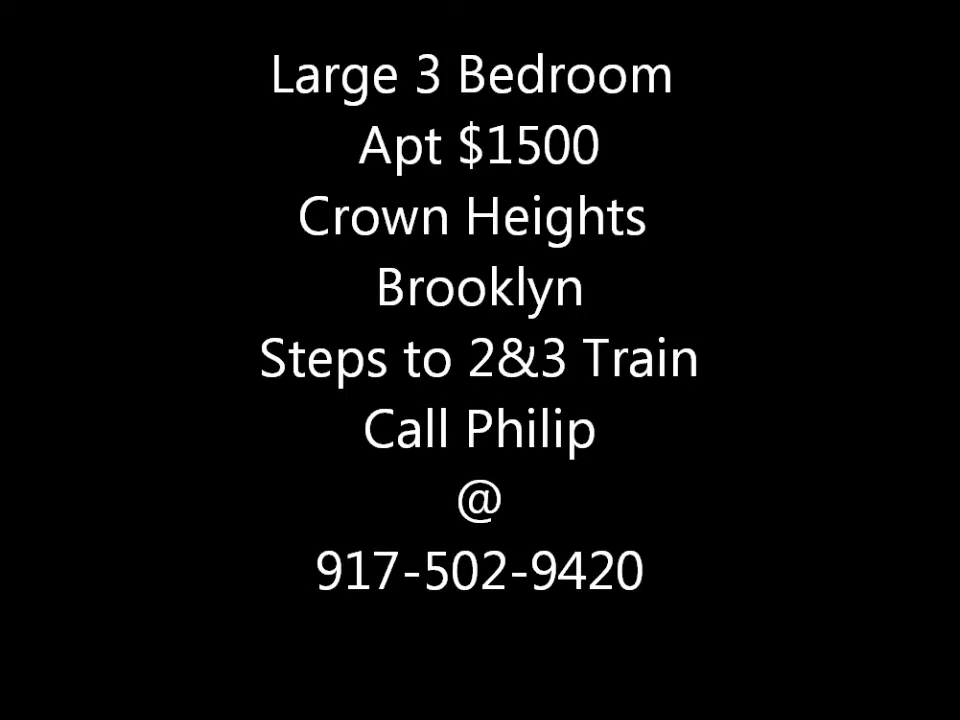 Large 3 Bedroom
Apt $1500
Crown Heights
Brooklyn
Steps to 2&3 Train
Call Philip
@
917-502-9420